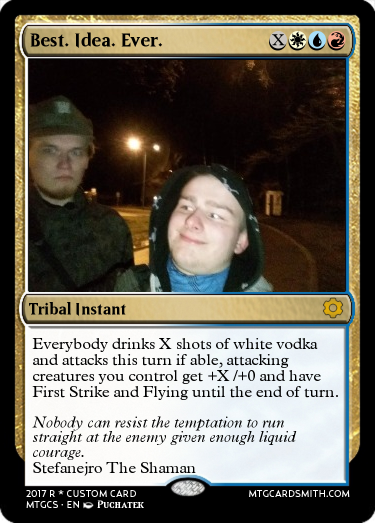 Best. Idea. Ever. X
Tribal Instant
Everybody drinks X shots of white vodka
and attacks this turn if able, attacking
creatures you control get +X /+0 and have
First Strike and Flying until the end of turn.
Nobody can resist the temptation to run
straight at the enemy given enough liquid
courage.
Stefanejro The Shaman
2017 R * CUSTOM CARD MTGCARDSMITH.COM
MTGCS · EN PUCHATEK